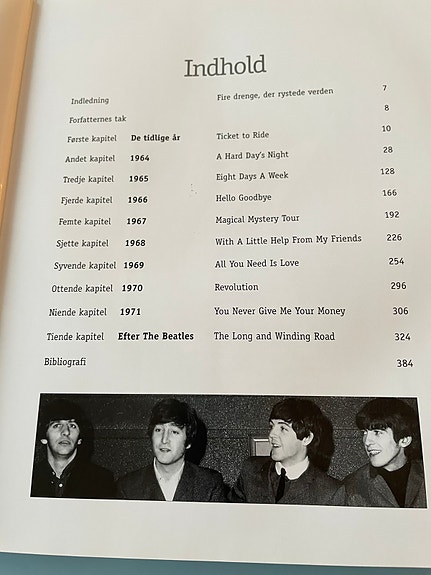 Indhold
Indledning Fire drenge, der rystede verden 7
Forfatternes tak 8
Første kapitel De tidlige år Ticket to Ride 10
Andet kapitel 1964 A Hard Day's Night 28
Tredje kapitel 1965 Eight Days A Week 128
Fjerde kapitel 1966 Hello Goodbye 166
Femte kapitel 1967 Magical Mystery Tour 192
Sjette kapitel 1968 With A Little Help From My Friends 226
Syvende kapitel 1969 All You Need Is Love 254
Ottende kapitel 1970 Revolution 296
Niende kapitel 1971 You Never Give Me Your Money 306
Tiende kapitel Efter The Beatles The Long and Winding Road 324
Bibliografi 384